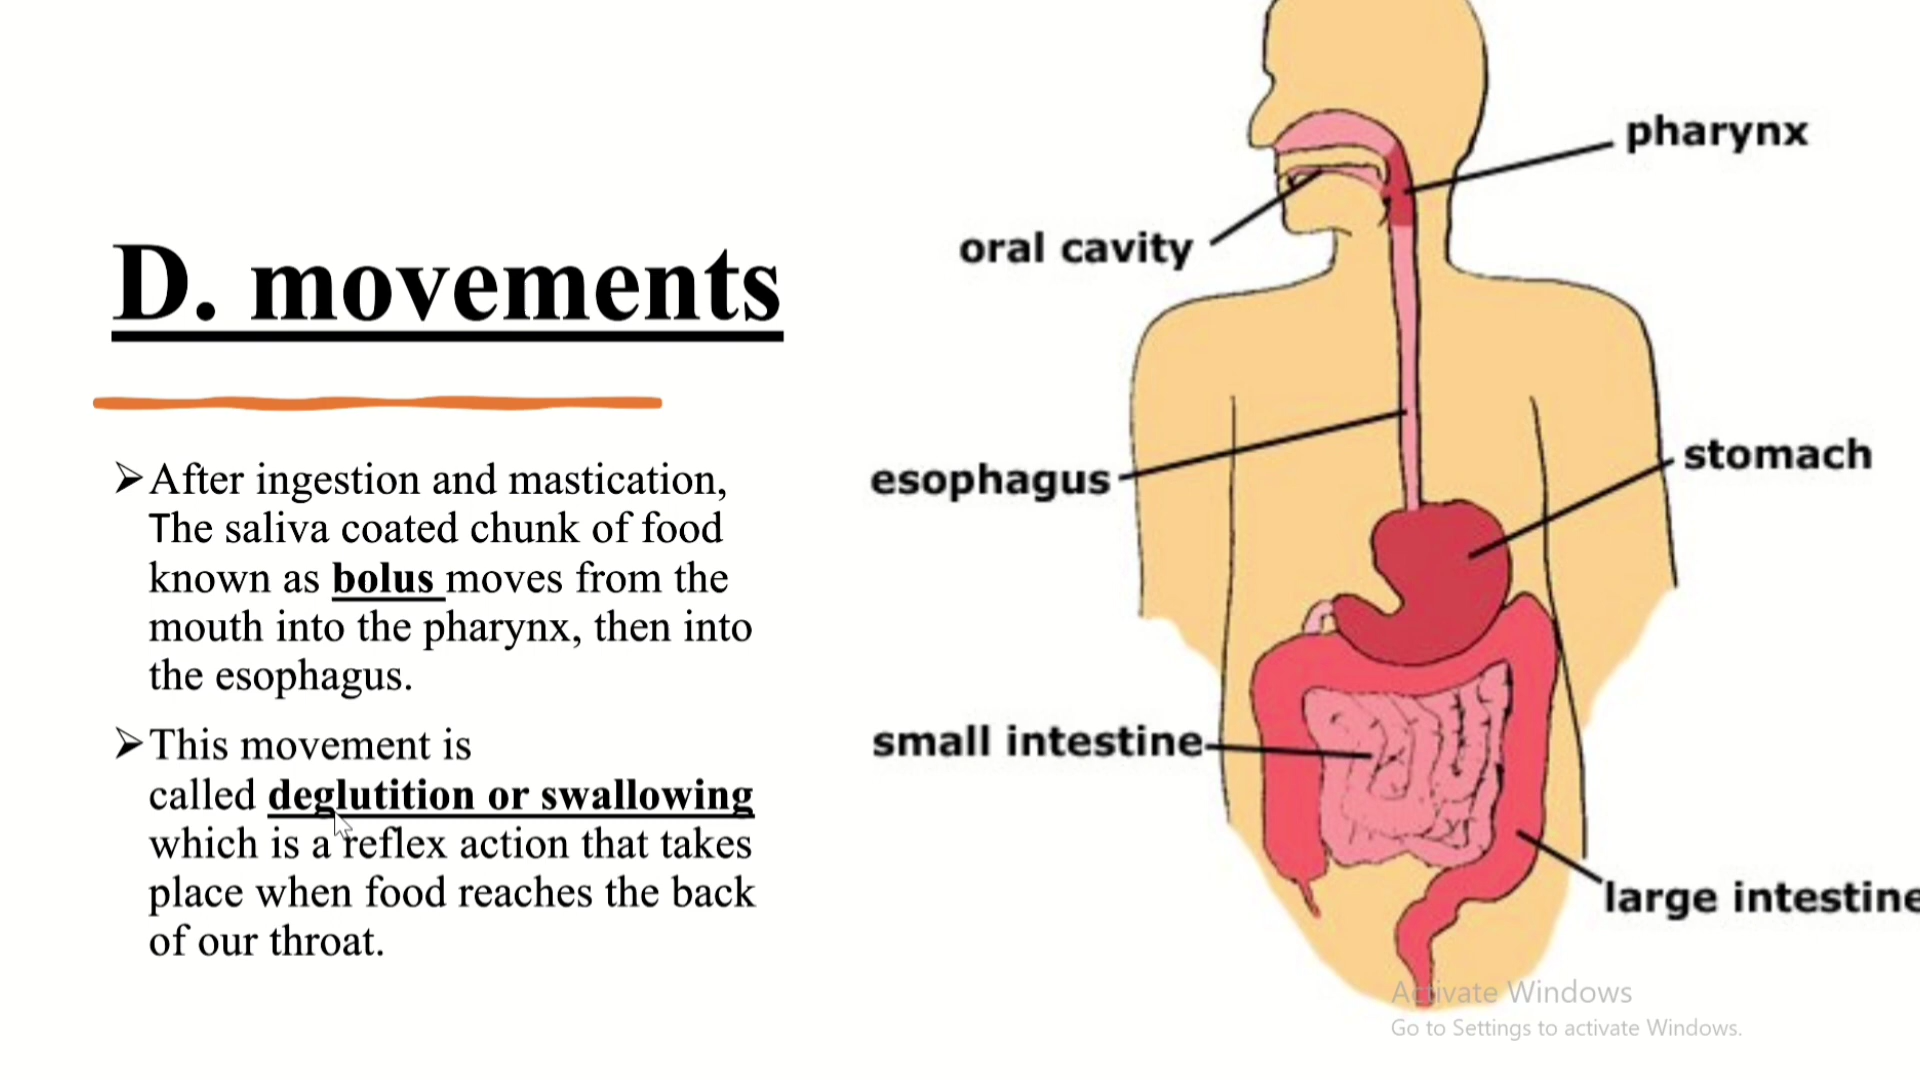 D. movements
➢After ingestion and mastication,
The saliva coated chunk of food
known as bolus moves from the
mouth into the pharynx, then into
the esophagus.
➢This movement is
called deglutition or swallowing
which is a reflex action that takes
place when food reaches the back
of our throat.
pharynx
oral cavity
esophagus
stomach
small intestine
large intestine
Activate Windows
Go to Settings to activate Windows.